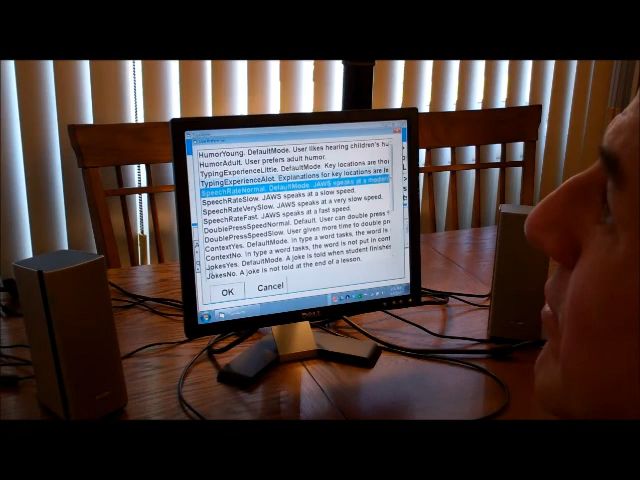 HumorYoung. DefaultMode. User likes hearing children's hu
HumorAdult. User prefers adult humor.
TypingExperienceLittle. DefaultMode. Key locations are
TypingExperienceAlot. Explanations for key locations are
SpeechRateNormal. DefaultMode. JAWS speaks at a
SpeechRateSlow. JAWS speaks at a slow speed.
SpeechRateVerySlow. JAWS speaks at a very slow speed.
SpeechRateFast. JAWS speaks at a fast speed.
DoublePressSpeedNormal. Default. User can double press
DoublePressSpeedSlow. User given more time to double pr
ContextYes. DefaultMode. In type a word tasks, the word is
ContextNo. In type a word tasks, the word is not put in cont
JokesYes. DefaultMode. A joke is told when student finishes
JokesNo. A joke is not told at the end of a lesson.
OK Cancel